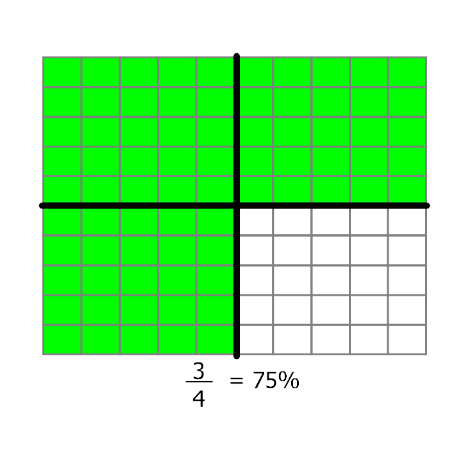 3/4 = 75%